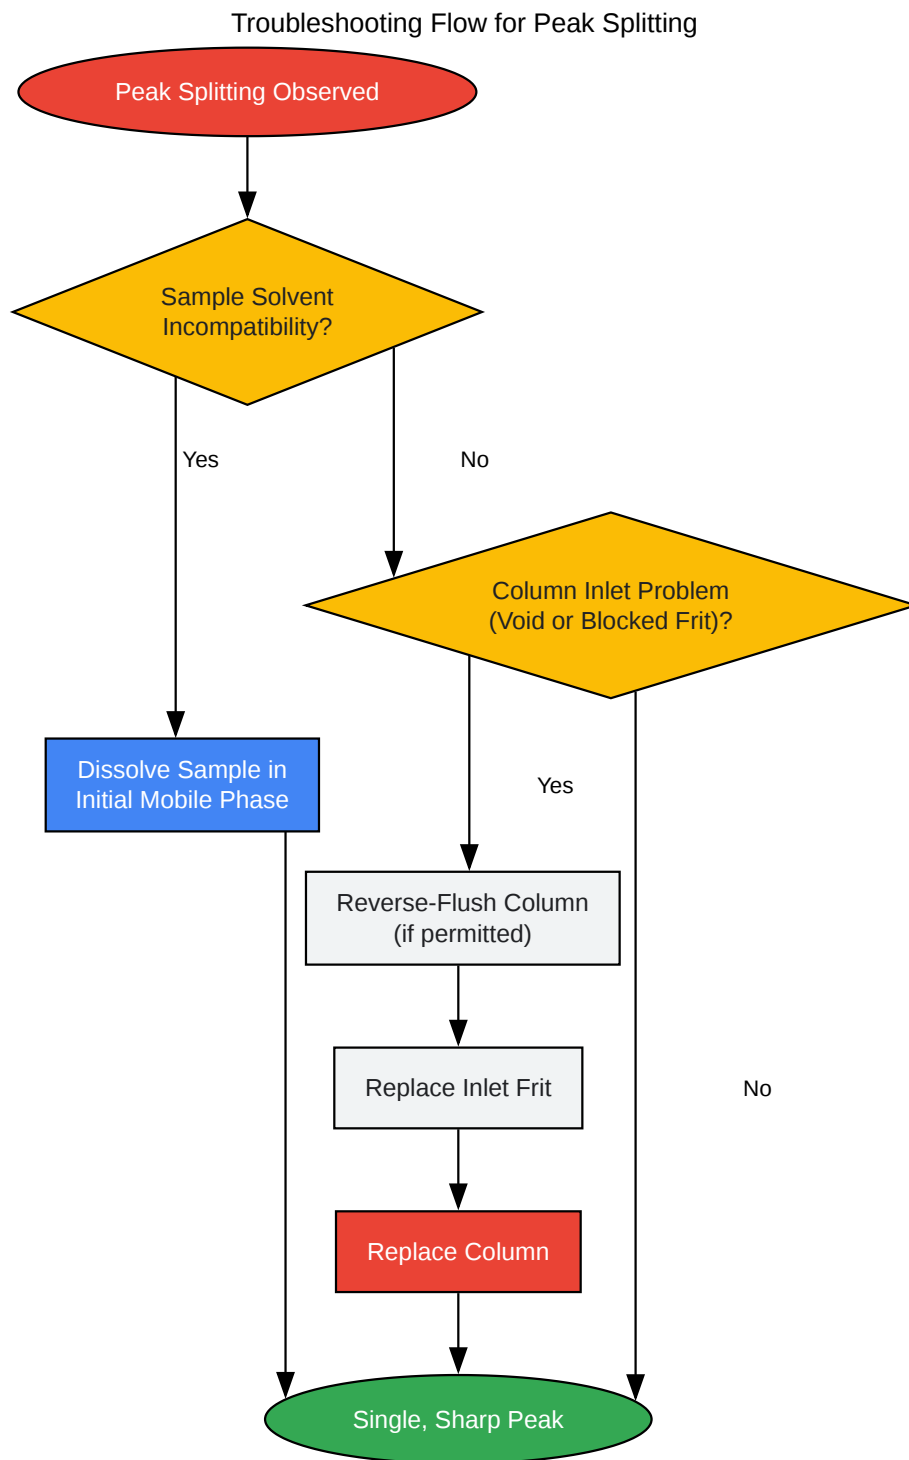 Troubleshooting Flow for Peak Splitting
Peak Splitting Observed
Sample Solvent
Incompatibility?
Yes
No
Column Inlet Problem
(Void or Blocked Frit)?
Dissolve Sample in
Initial Mobile Phase
Yes
Reverse-Flush Column
(if permitted)
Replace Inlet Frit
No
Replace Column
Single, Sharp Peak